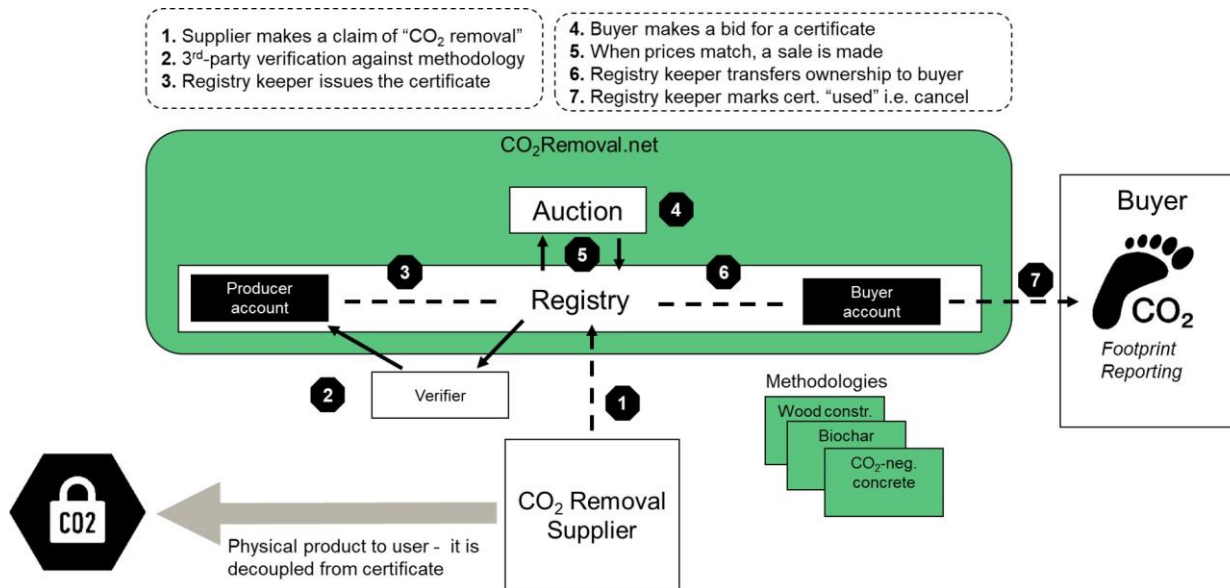 1. Supplier makes a claim of “CO₂ removal”
2. 3ʳᵈ-party verification against methodology
3. Registry keeper issues the certificate
4. Buyer makes a bid for a certificate
5. When prices match, a sale is made
6. Registry keeper transfers ownership to buyer
7. Registry keeper marks cert. “used” i.e. cancel
CO₂Removal.net
Auction
4
5
3
6
Producer
account
Registry
Buyer
account
7
Buyer
CO₂
Footprint
Reporting
2
Verifier
1
Methodologies
Wood constr.
Biochar
CO₂-neg.
concrete
CO2
CO₂ Removal
Supplier
Physical product to user - it is
decoupled from certificate